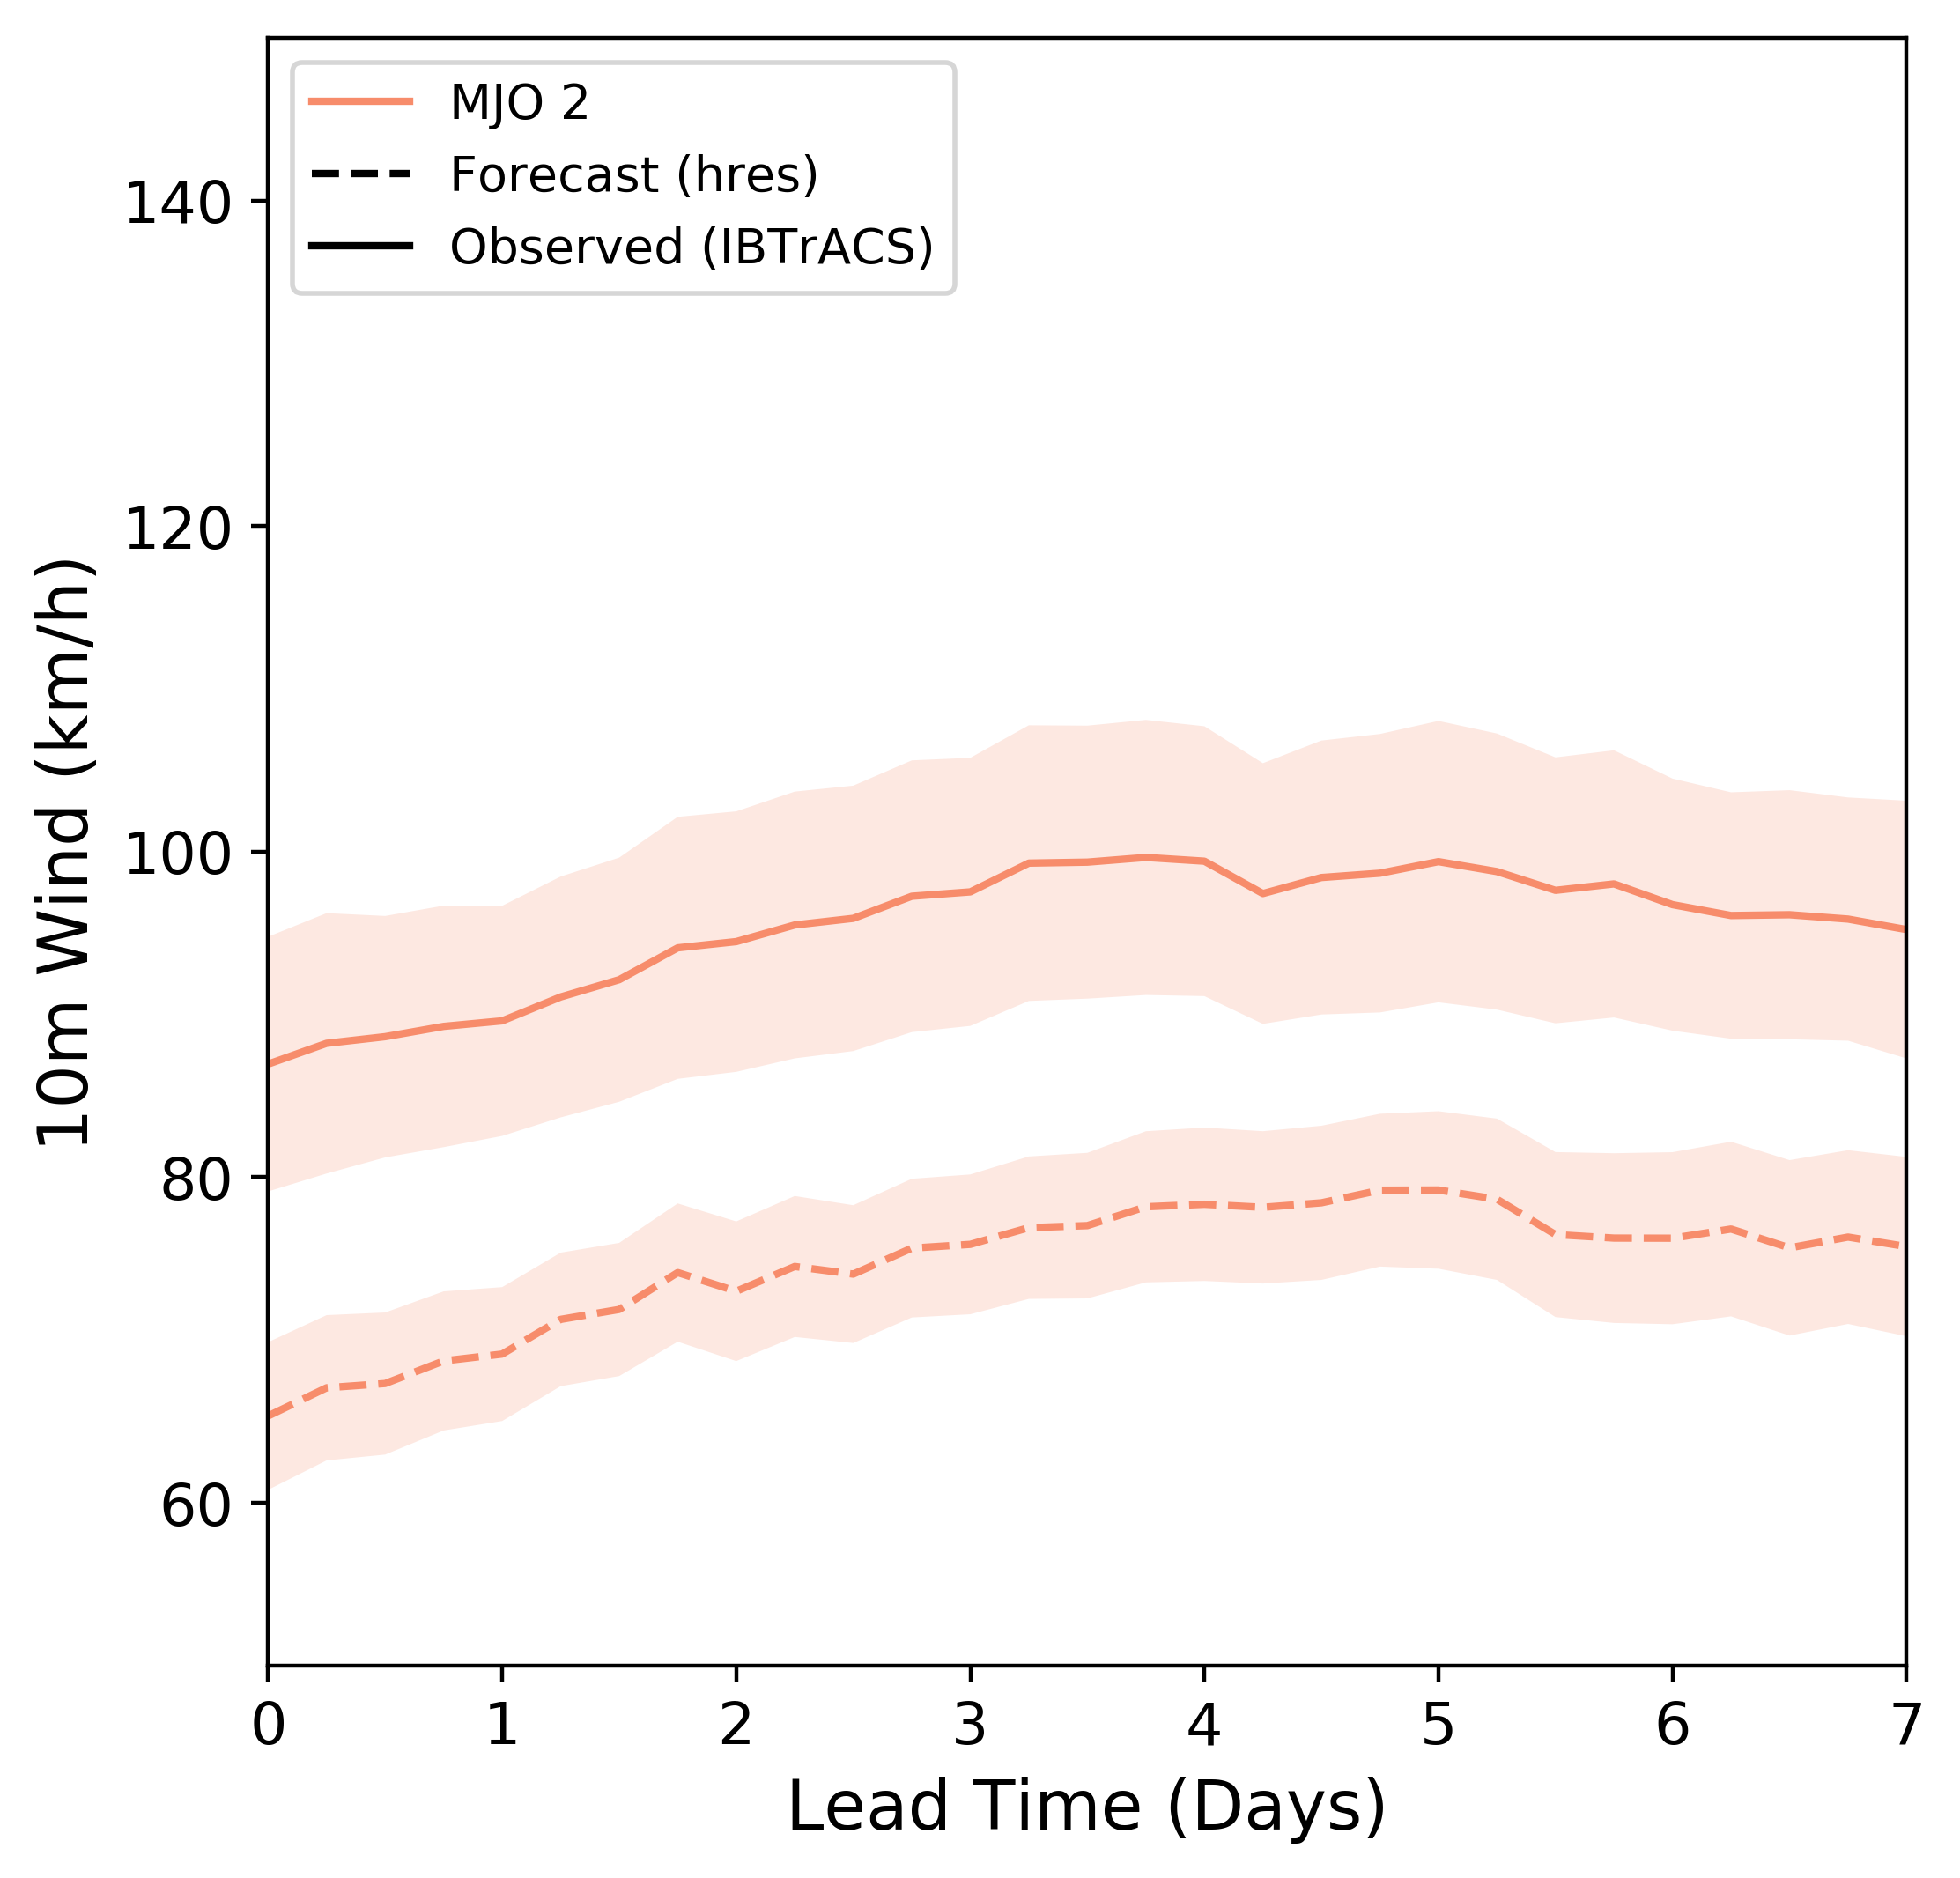 MJO 2
Forecast (hres)
Observed (IBTrACS)
140
120
100
80
60
10m Wind (km/h)
0 1 2 3 4 5 6 7
Lead Time (Days)